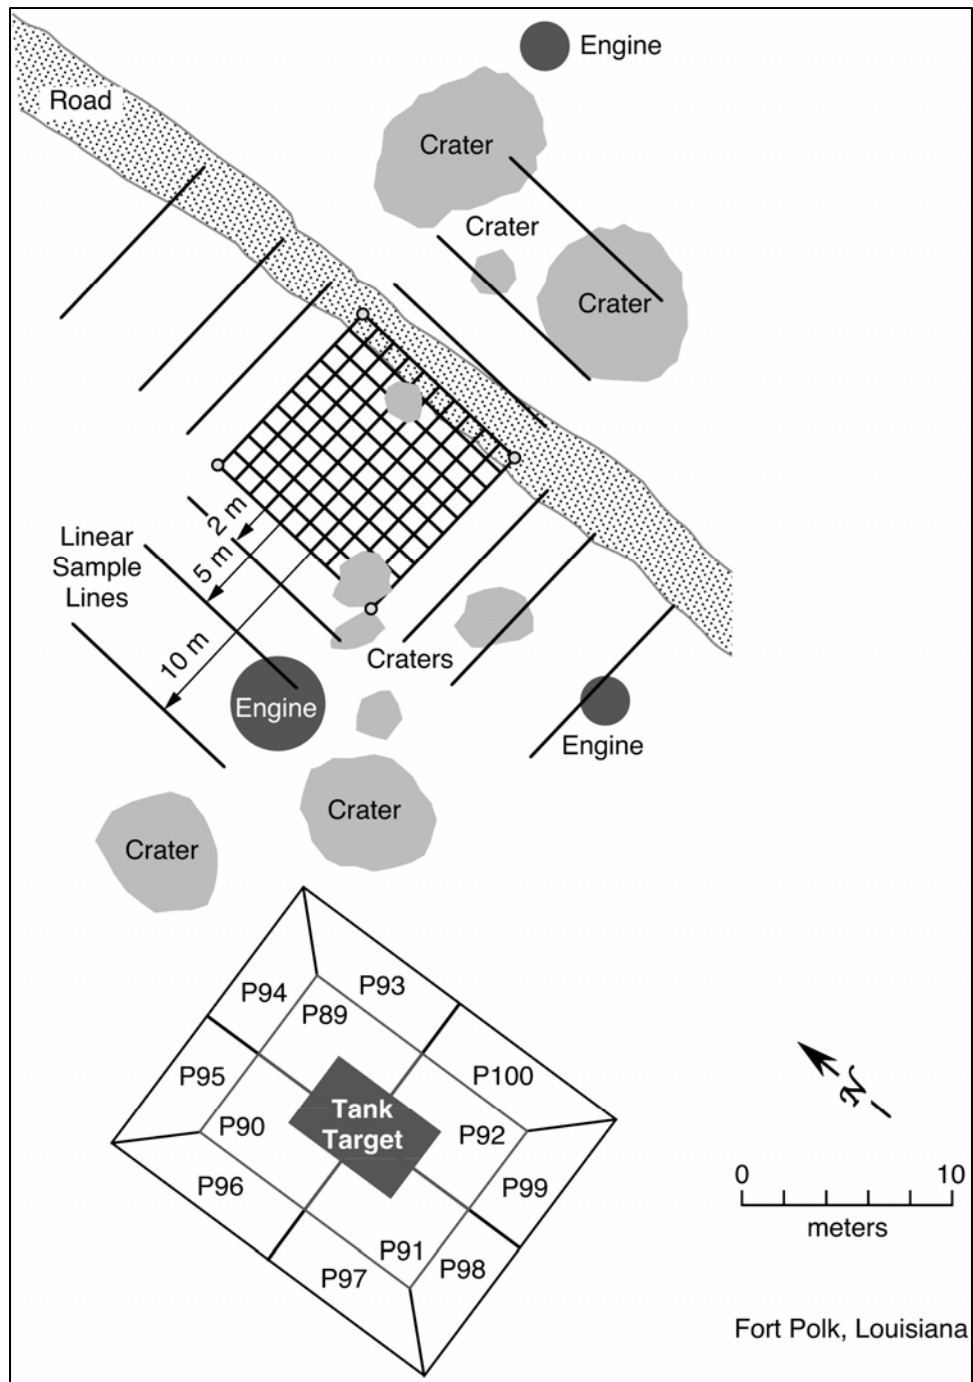 Engine
Road
Crater
Crater
Crater
2 m
Linear
Sample
Lines
5 m
10 m
Craters
Engine
Engine
Crater
Crater
P94
P93
P89
P95
P100
Tank
Target
P90
P92
P96
P99
P91
P98
P97
N
0
10
meters
Fort Polk, Louisiana